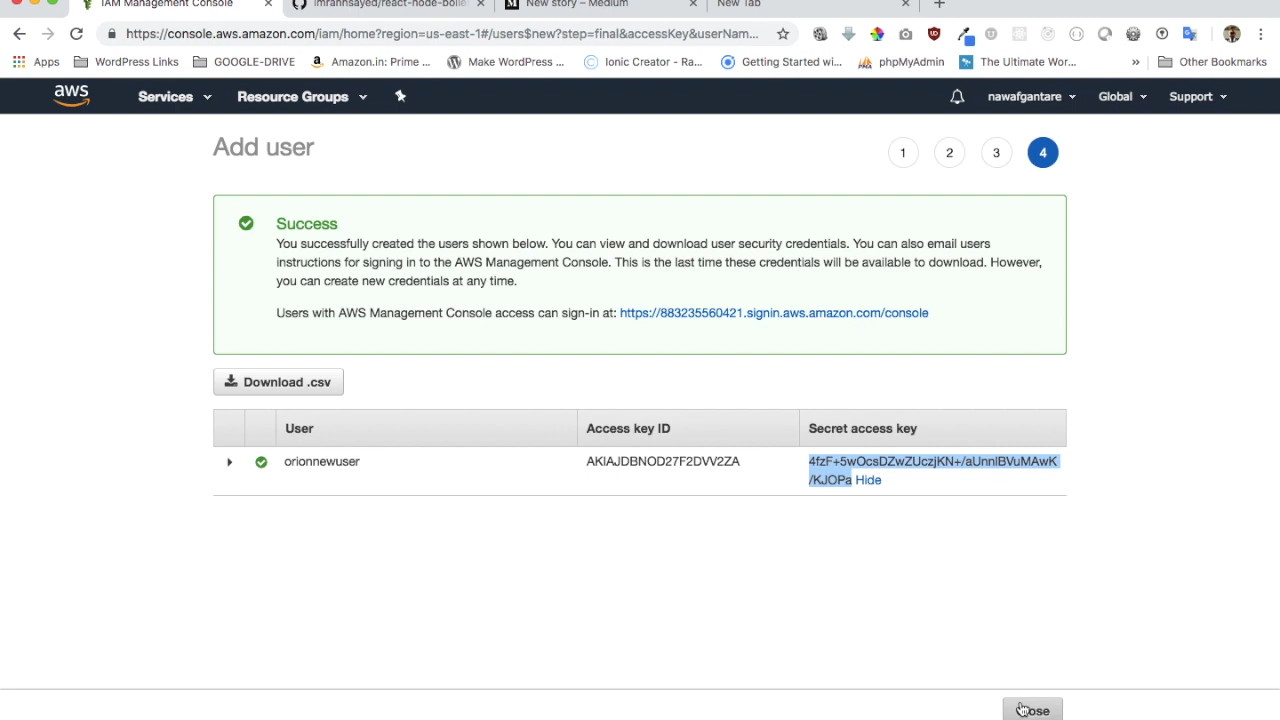 IAM Management Console
imranhsayed/react-node-boile
New story – Medium
New Tab
https://console.aws.amazon.com/iam/home?region=us-east-1#/users$new?step=final&accessKey&userNam...
Apps WordPress Links GOOGLE-DRIVE Amazon.in: Prime ... Make WordPress ... Ionic Creator - Ra... Getting Started wi... phpMyAdmin The Ultimate Wor... » Other Bookmarks
aws Services Resource Groups nawafgantare Global Support
Add user
1 2 3 4
Success
You successfully created the users shown below. You can view and download user security credentials. You can also email users
instructions for signing in to the AWS Management Console. This is the last time these credentials will be available to download. However,
you can create new credentials at any time.
Users with AWS Management Console access can sign-in at: https://883235560421.signin.aws.amazon.com/console
Download .csv
User Access key ID Secret access key
orionnewuser AKIAJDBNOD27F2DVV2ZA 4fzF+5wOcsDZwZUczjKN+/aUnnlBVuMAwK
/KJOPa Hide